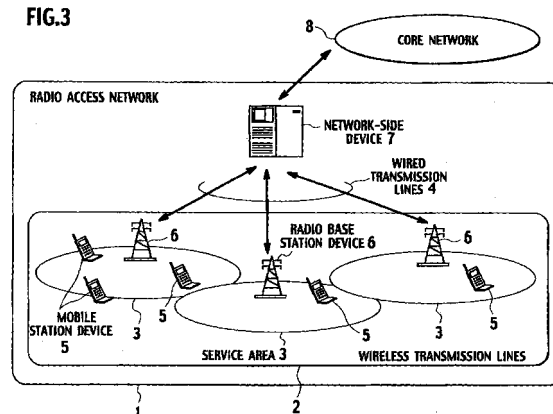 FIG.3
8
CORE NETWORK
RADIO ACCESS NETWORK
NETWORK-SIDE
DEVICE 7
WIRED
TRANSMISSION
LINES 4
6
RADIO BASE
STATION DEVICE 6
6
MOBILE
STATION DEVICE
5
3
5
SERVICE AREA 3
5
3
5
WIRELESS TRANSMISSION LINES
1
2